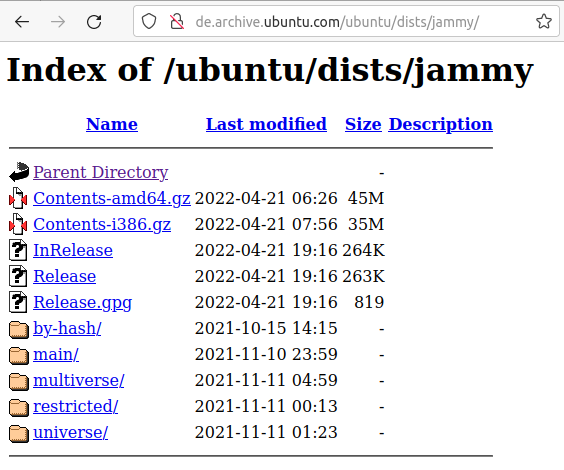 de.archive.ubuntu.com/ubuntu/dists/jammy/
Index of /ubuntu/dists/jammy
Name Last modified Size Description
Parent Directory -
Contents-amd64.gz 2022-04-21 06:26 45M
Contents-i386.gz 2022-04-21 07:56 35M
InRelease 2022-04-21 19:16 264K
Release 2022-04-21 19:16 263K
Release.gpg 2022-04-21 19:16 819
by-hash/ 2021-10-15 14:15 -
main/ 2021-11-10 23:59 -
multiverse/ 2021-11-11 04:59 -
restricted/ 2021-11-11 00:13 -
universe/ 2021-11-11 01:23 -